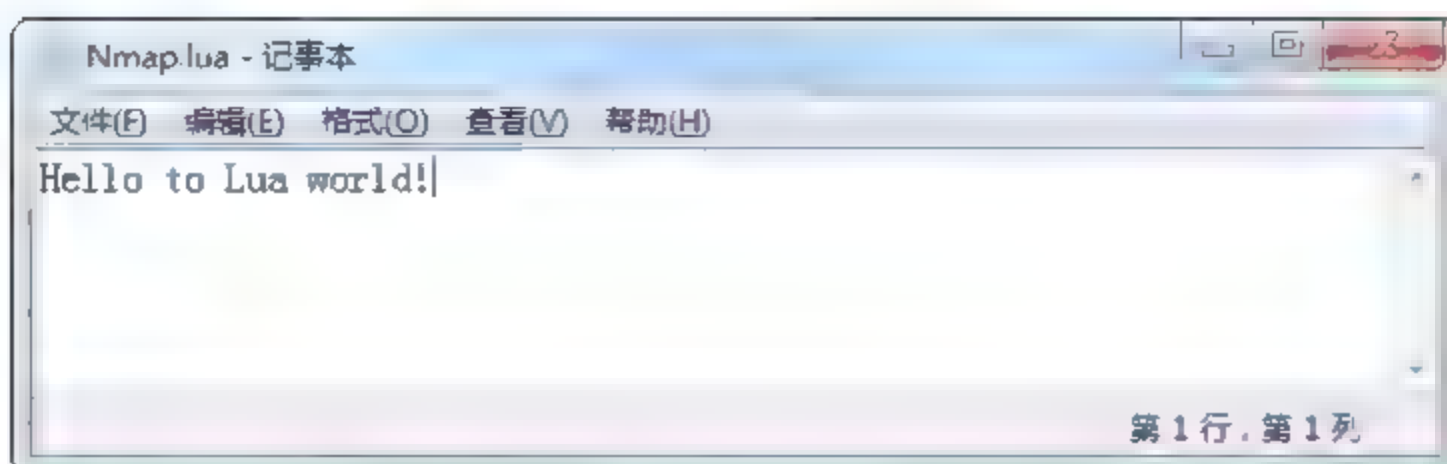 Nmap.lua - 记事本
文件(F) 编辑(E) 格式(O) 查看(V) 帮助(H)
Hello to Lua world!
第 1 行, 第 1 列